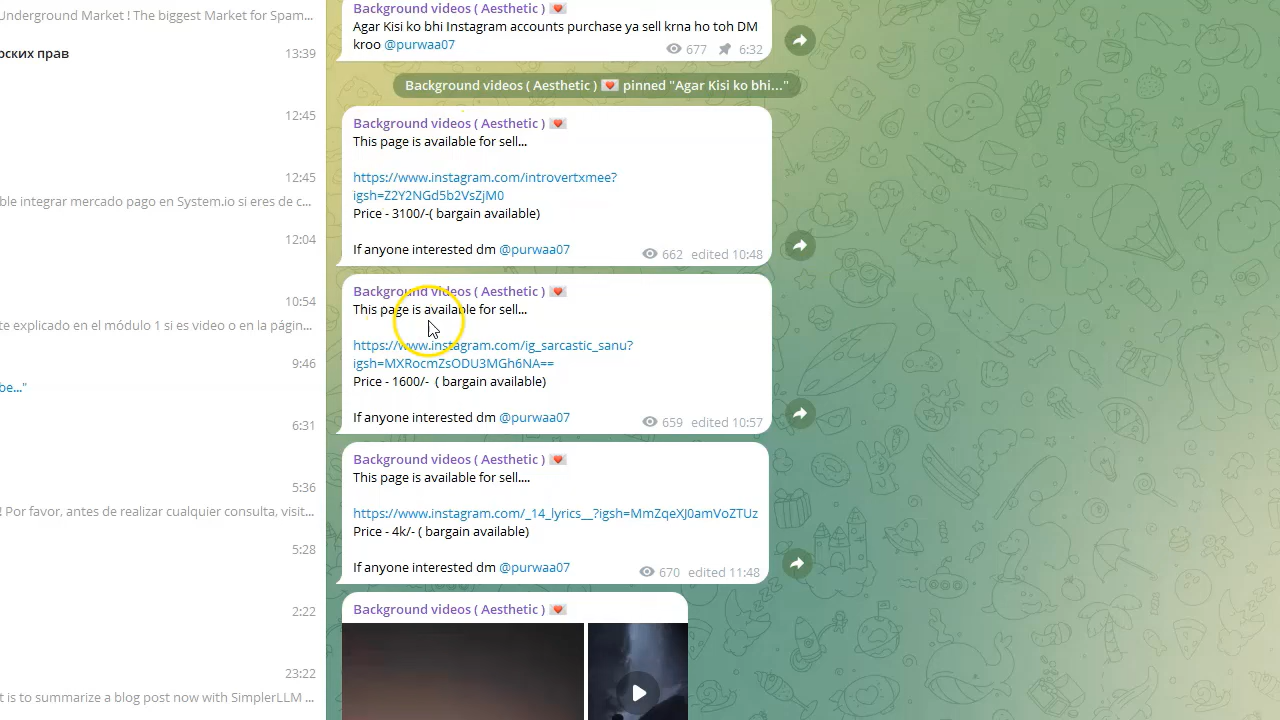 Underground Market ! The biggest Market for Spam...
рских прав
13:39
12:45
12:45
ble integrar mercado pago en System.io si eres de c...
12:04
10:54
te explicado en el módulo 1 si es video o en la págin...
9:46
be..."
6:31
5:36
! Por favor, antes de realizar cualquier consulta, visit...
5:28
2:22
23:22
t is to summarize a blog post now with SimplerLLM ...
Background videos ( Aesthetic ) 💌
Agar Kisi ko bhi Instagram accounts purchase ya sell krna ho toh DM
kroo @purwaa07
677 6:32
Background videos ( Aesthetic ) 💌 pinned "Agar Kisi ko bhi..."
Background videos ( Aesthetic ) 💌
This page is available for sell...
https://www.instagram.com/introvertxmee?
igsh=Z2Y2NGd5b2VsZjM0
Price - 3100/-( bargain available)
If anyone interested dm @purwaa07
662 edited 10:48
Background videos ( Aesthetic ) 💌
This page is available for sell...
https://www.instagram.com/ig_sarcastic_sanu?
igsh=MXRocmZsODU3MGh6NA==
Price - 1600/- ( bargain available)
If anyone interested dm @purwaa07
659 edited 10:57
Background videos ( Aesthetic ) 💌
This page is available for sell....
https://www.instagram.com/_14_lyrics__?igsh=MmZqeXJ0amVoZTUz
Price - 4k/- ( bargain available)
If anyone interested dm @purwaa07
670 edited 11:48
Background videos ( Aesthetic ) 💌